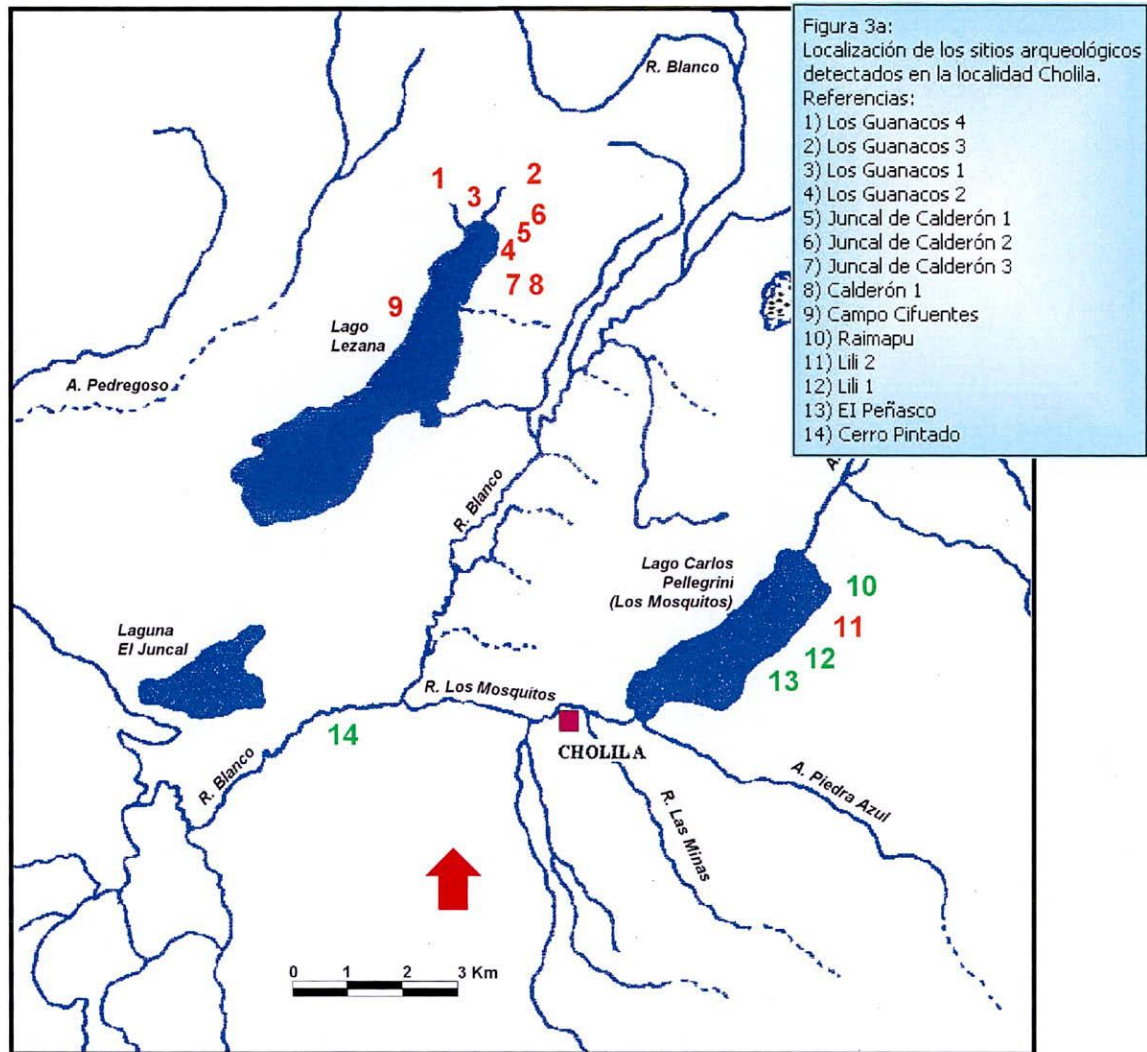 Figura 3a:
Localización de los sitios arqueológicos
detectados en la localidad Cholila.
Referencias:
1) Los Guanacos 4
2) Los Guanacos 3
3) Los Guanacos 1
4) Los Guanacos 2
5) Juncal de Calderón 1
6) Juncal de Calderón 2
7) Juncal de Calderón 3
8) Calderón 1
9) Campo Cifuentes
10) Raimapu
11) Lili 2
12) Lili 1
13) El Peñasco
14) Cerro Pintado
R. Blanco
1
2
3
6
5
4
7 8
9
Lago
Lezana
A. Pedregoso
R. Blanco
A.
Lago Carlos
Pellegrini
(Los Mosquitos)
10
11
12
13
Laguna
El Juncal
R. Los Mosquitos
14
CHOLILA
R. Blanco
A. Piedra Azul
R. Las Minas
0 1 2 3 Km